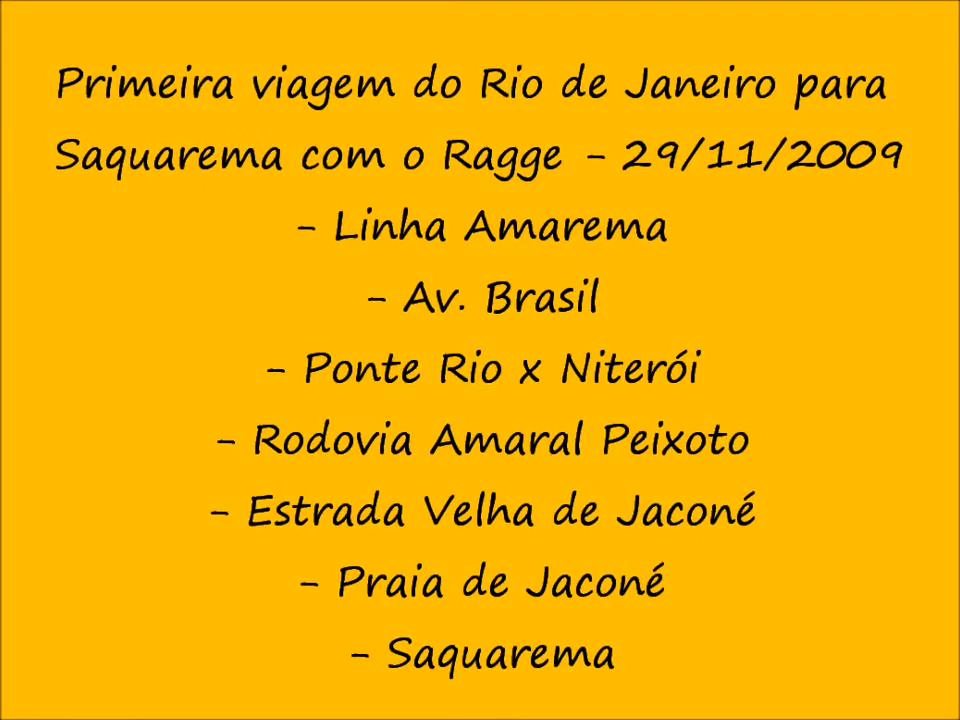 Primeira viagem do Rio de Janeiro para
Saquarema com o Ragge - 29/11/2009
- Linha Amarema
- Av. Brasil
- Ponte Rio x Niterói
- Rodovia Amaral Peixoto
- Estrada Velha de Jaconé
- Praia de Jaconé
- Saquarema